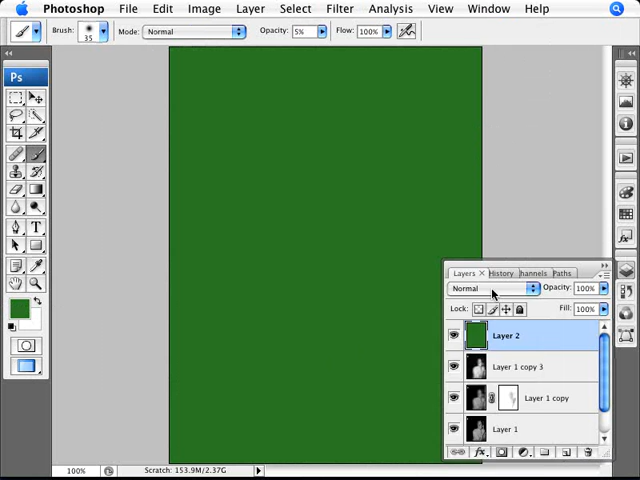 Photoshop File Edit Image Layer Select Filter Analysis View Window Help
Brush: 35 Mode: Normal Opacity: 5% Flow: 100%
Ps
Layers × History hannels Paths
Normal Opacity: 100%
Lock: Fill: 100%
Layer 2
Layer 1 copy 3
Layer 1 copy
Layer 1
100% Scratch: 153.9M/2.37G